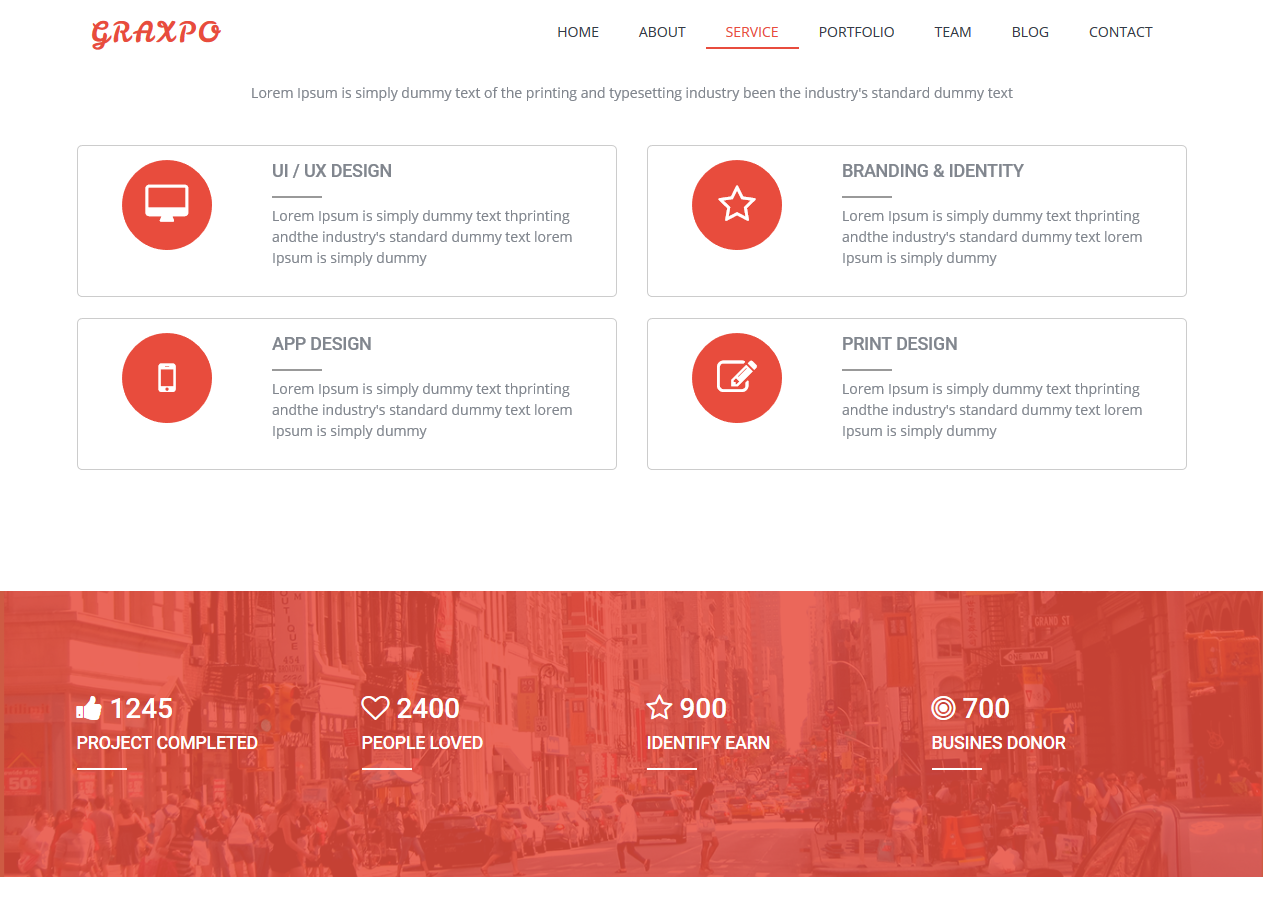 GRAXPO
HOME ABOUT SERVICE PORTFOLIO TEAM BLOG CONTACT
Lorem Ipsum is simply dummy text of the printing and typesetting industry been the industry's standard dummy text
UI / UX DESIGN
Lorem Ipsum is simply dummy text thprinting
andthe industry's standard dummy text lorem
Ipsum is simply dummy
BRANDING & IDENTITY
Lorem Ipsum is simply dummy text thprinting
andthe industry's standard dummy text lorem
Ipsum is simply dummy
APP DESIGN
Lorem Ipsum is simply dummy text thprinting
andthe industry's standard dummy text lorem
Ipsum is simply dummy
PRINT DESIGN
Lorem Ipsum is simply dummy text thprinting
andthe industry's standard dummy text lorem
Ipsum is simply dummy
GRAND ST
ONE WAY
464
50
1245
PROJECT COMPLETED
2400
PEOPLE LOVED
900
IDENTIFY EARN
700
BUSINES DONOR